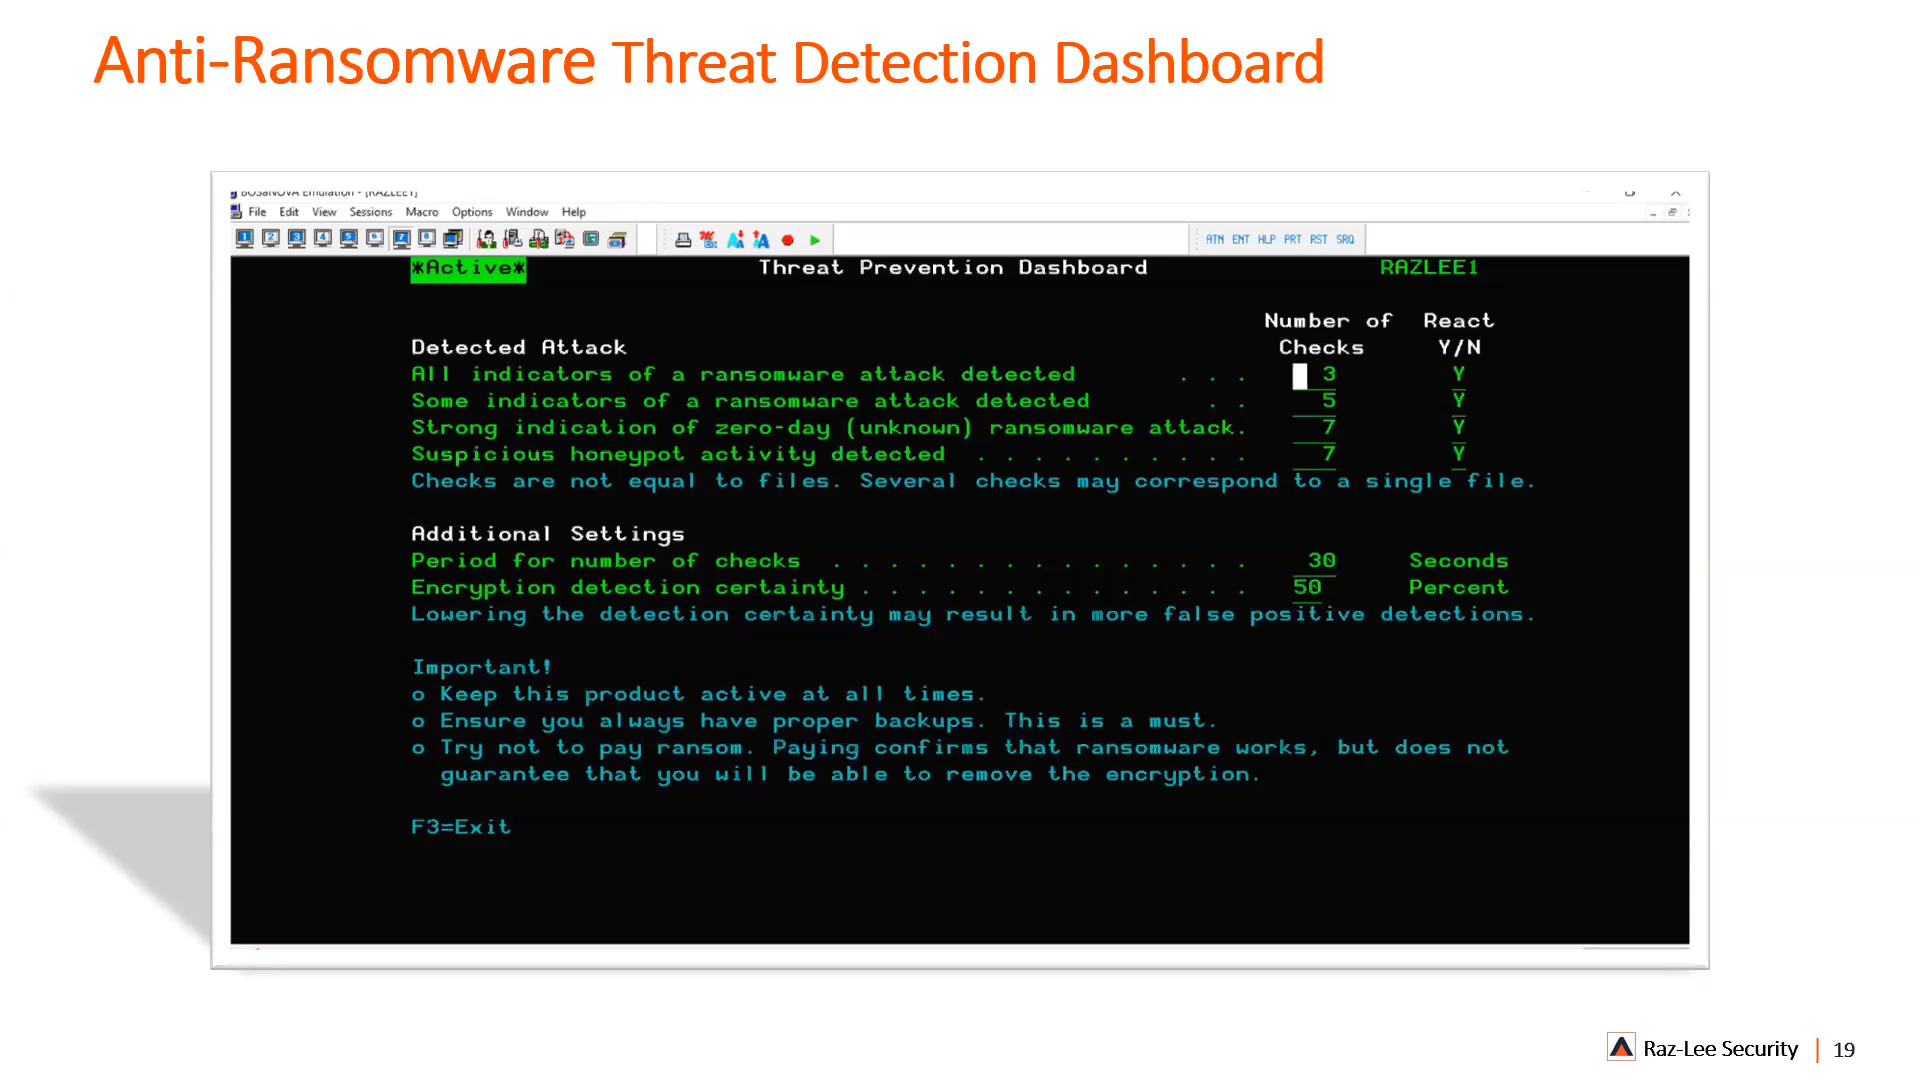 Anti-Ransomware Threat Detection Dashboard
BOSaNOVA Emulation - [RAZLEE1]
File Edit View Sessions Macro Options Window Help
ATN ENT HLP PRT RST SRQ
*Active* Threat Prevention Dashboard RAZLEE1
Number of React
Detected Attack Checks Y/N
All indicators of a ransomware attack detected . . . 3 Y
Some indicators of a ransomware attack detected . . 5 Y
Strong indication of zero-day (unknown) ransomware attack. 7 Y
Suspicious honeypot activity detected . . . . . . . . . . 7 Y
Checks are not equal to files. Several checks may correspond to a single file.
Additional Settings
Period for number of checks . . . . . . . . . . . . . . . 30 Seconds
Encryption detection certainty . . . . . . . . . . . . . . 50 Percent
Lowering the detection certainty may result in more false positive detections.
Important!
o Keep this product active at all times.
o Ensure you always have proper backups. This is a must.
o Try not to pay ransom. Paying confirms that ransomware works, but does not
guarantee that you will be able to remove the encryption.
F3=Exit
Raz-Lee Security | 19